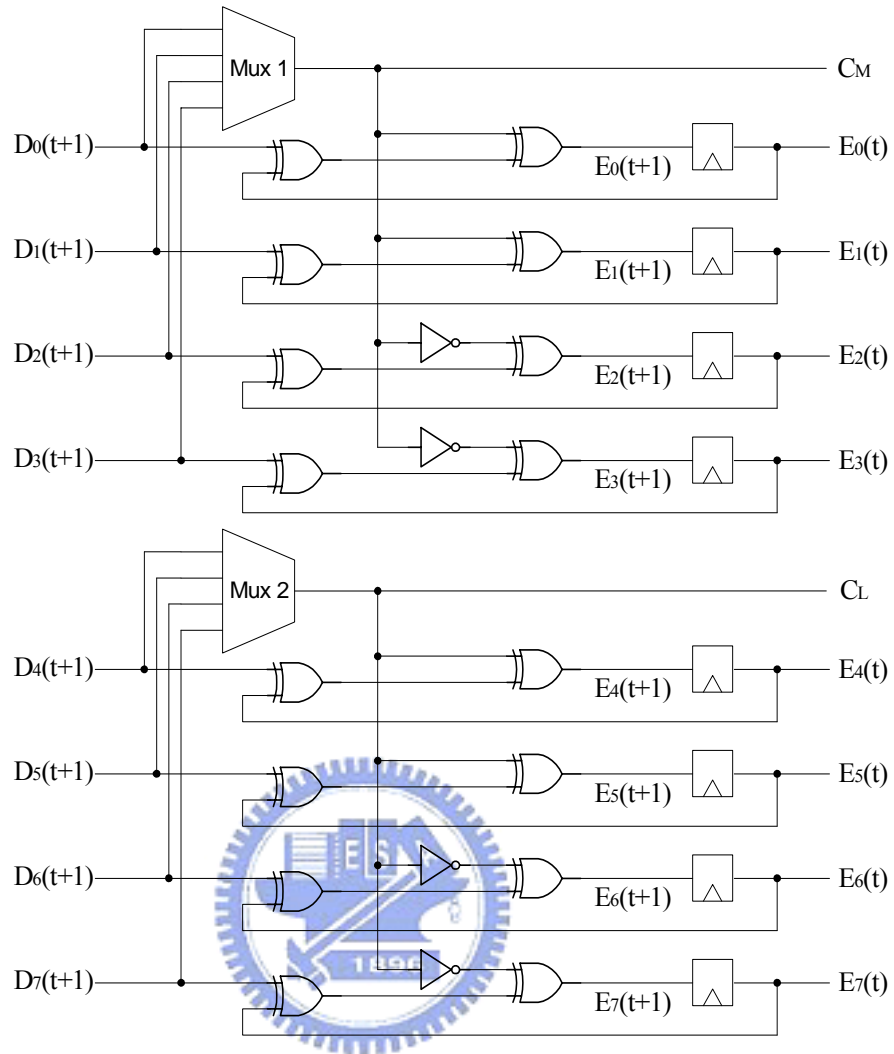 Mux 1
CM
D0(t+1)
E0(t+1)
E0(t)
D1(t+1)
E1(t+1)
E1(t)
D2(t+1)
E2(t+1)
E2(t)
D3(t+1)
E3(t+1)
E3(t)
Mux 2
CL
D4(t+1)
E4(t+1)
E4(t)
D5(t+1)
E5(t+1)
E5(t)
E S
D6(t+1)
E6(t+1)
E6(t)
1896
D7(t+1)
E7(t+1)
E7(t)